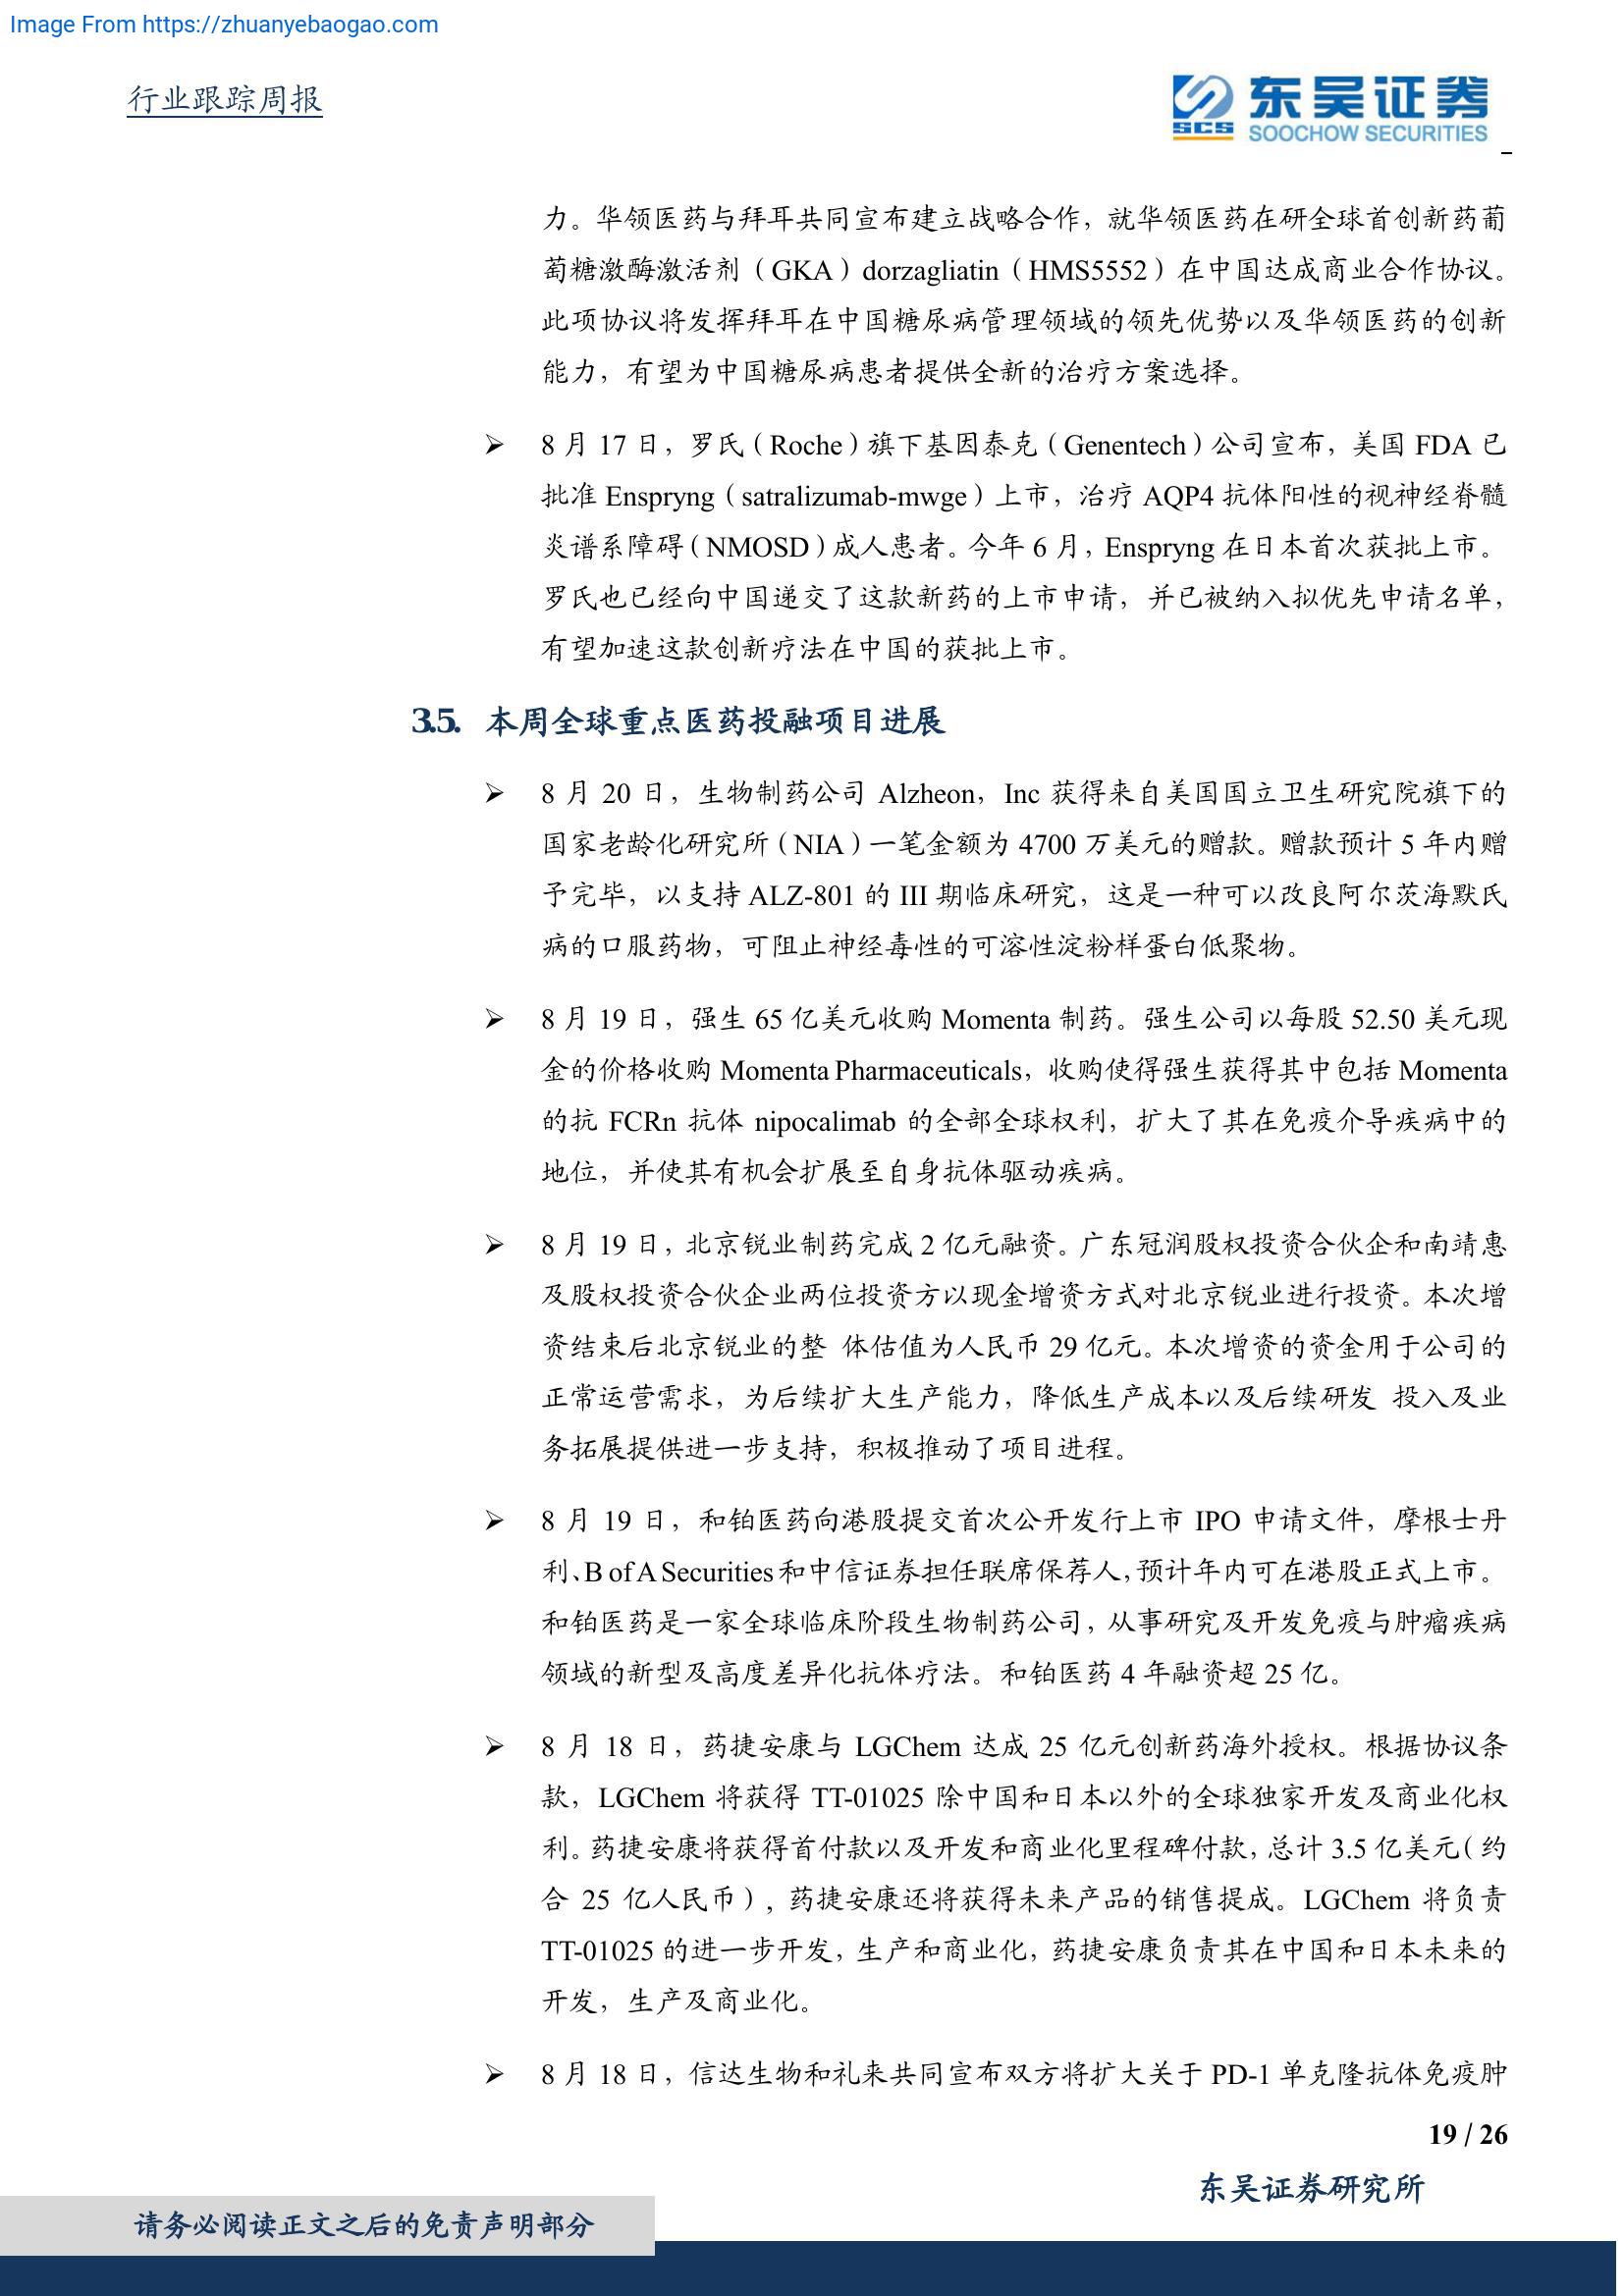 Image From https://zhuanyebaogao.com
行业跟踪周报
SCS 东吴证券
SOOCHOW SECURITIES
力。华领医药与拜耳共同宣布建立战略合作，就华领医药在研全球首创新药葡
萄糖激酶激活剂（GKA）dorzagliatin（HMS5552）在中国达成商业合作协议。
此项协议将发挥拜耳在中国糖尿病管理领域的领先优势以及华领医药的创新
能力，有望为中国糖尿病患者提供全新的治疗方案选择。
➢ 8 月 17 日，罗氏（Roche）旗下基因泰克（Genentech）公司宣布，美国 FDA 已
批准 Enspryng（satralizumab-mwge）上市，治疗 AQP4 抗体阳性的视神经脊髓
炎谱系障碍（NMOSD）成人患者。今年 6 月，Enspryng 在日本首次获批上市。
罗氏也已经向中国递交了这款新药的上市申请，并已被纳入拟优先申请名单，
有望加速这款创新疗法在中国的获批上市。
3.5. 本周全球重点医药投融项目进展
➢ 8 月 20 日，生物制药公司 Alzheon，Inc 获得来自美国国立卫生研究院旗下的
国家老龄化研究所（NIA）一笔金额为 4700 万美元的赠款。赠款预计 5 年内赠
予完毕，以支持 ALZ-801 的 III 期临床研究，这是一种可以改良阿尔茨海默氏
病的口服药物，可阻止神经毒性的可溶性淀粉样蛋白低聚物。
➢ 8 月 19 日，强生 65 亿美元收购 Momenta 制药。强生公司以每股 52.50 美元现
金的价格收购 Momenta Pharmaceuticals，收购使得强生获得其中包括 Momenta
的抗 FCRn 抗体 nipocalimab 的全部全球权利，扩大了其在免疫介导疾病中的
地位，并使其有机会扩展至自身抗体驱动疾病。
➢ 8 月 19 日，北京锐业制药完成 2 亿元融资。广东冠润股权投资合伙企和南靖惠
及股权投资合伙企业两位投资方以现金增资方式对北京锐业进行投资。本次增
资结束后北京锐业的整 体估值为人民币 29 亿元。本次增资的资金用于公司的
正常运营需求，为后续扩大生产能力，降低生产成本以及后续研发 投入及业
务拓展提供进一步支持，积极推动了项目进程。
➢ 8 月 19 日，和铂医药向港股提交首次公开发行上市 IPO 申请文件，摩根士丹
利、B of A Securities 和中信证券担任联席保荐人，预计年内可在港股正式上市。
和铂医药是一家全球临床阶段生物制药公司，从事研究及开发免疫与肿瘤疾病
领域的新型及高度差异化抗体疗法。和铂医药 4 年融资超 25 亿。
➢ 8 月 18 日，药捷安康与 LGChem 达成 25 亿元创新药海外授权。根据协议条
款，LGChem 将获得 TT-01025 除中国和日本以外的全球独家开发及商业化权
利。药捷安康将获得首付款以及开发和商业化里程碑付款，总计 3.5 亿美元（约
合 25 亿人民币），药捷安康还将获得未来产品的销售提成。LGChem 将负责
TT-01025 的进一步开发，生产和商业化，药捷安康负责其在中国和日本未来的
开发，生产及商业化。
➢ 8 月 18 日，信达生物和礼来共同宣布双方将扩大关于 PD-1 单克隆抗体免疫肿
19 / 26
东吴证券研究所
请务必阅读正文之后的免责声明部分